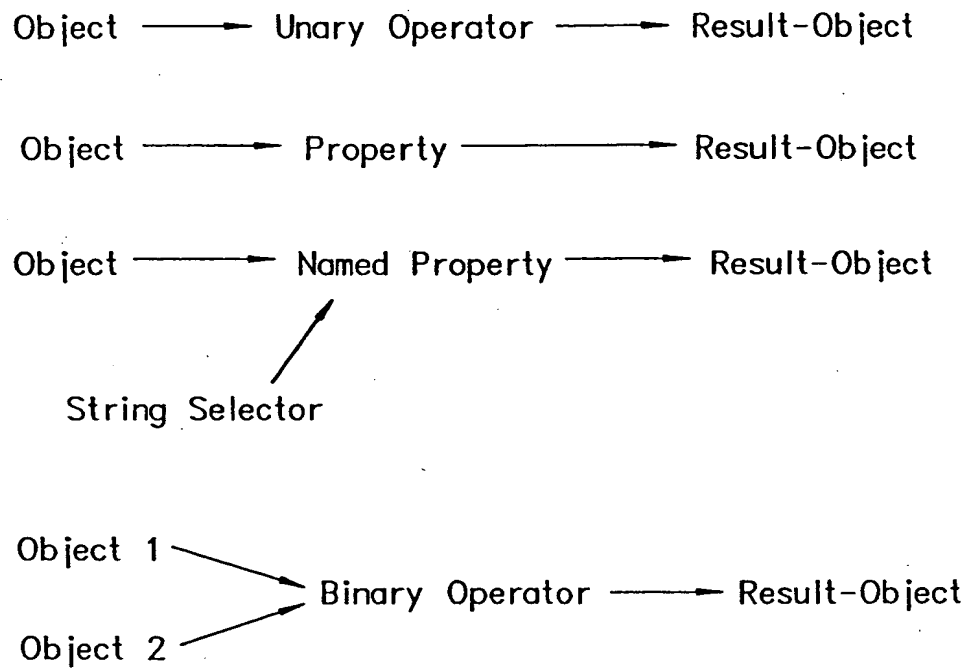 Object Unary Operator Result-Object
Object Property Result-Object
Object Named Property Result-Object
String Selector
Object 1
Binary Operator Result-Object
Object 2